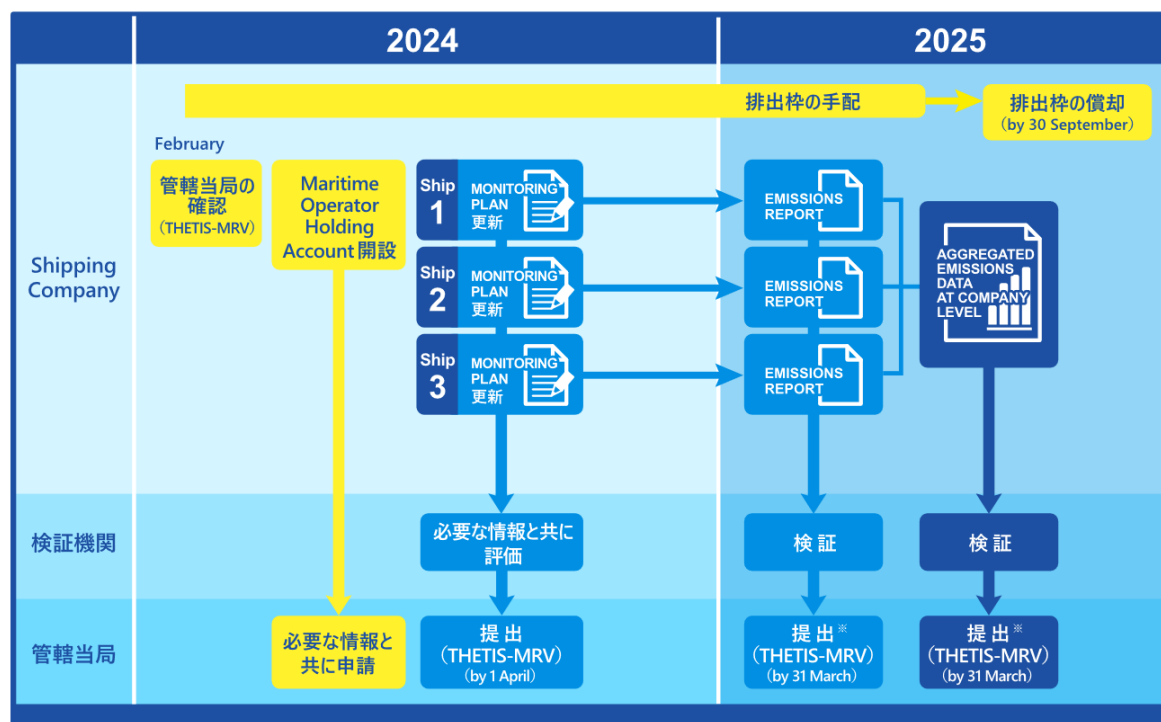 2024
2025
Shipping
Company
排出枠の手配
排出枠の償却
（by 30 September）
February
管轄当局の
確認
（THETIS-MRV）
Maritime
Operator
Holding
Account 開設
Ship
1
MONITORING
PLAN
更新
EMISSIONS
REPORT
Ship
2
MONITORING
PLAN
更新
EMISSIONS
REPORT
Ship
3
MONITORING
PLAN
更新
EMISSIONS
REPORT
AGGREGATED
EMISSIONS
DATA
AT COMPANY
LEVEL
検証機関
必要な情報と共に
評価
検 証
検 証
管轄当局
必要な情報と
共に申請
提 出
（THETIS-MRV）
（by 1 April）
提 出※
（THETIS-MRV）
（by 31 March）
提 出※
（THETIS-MRV）
（by 31 March）